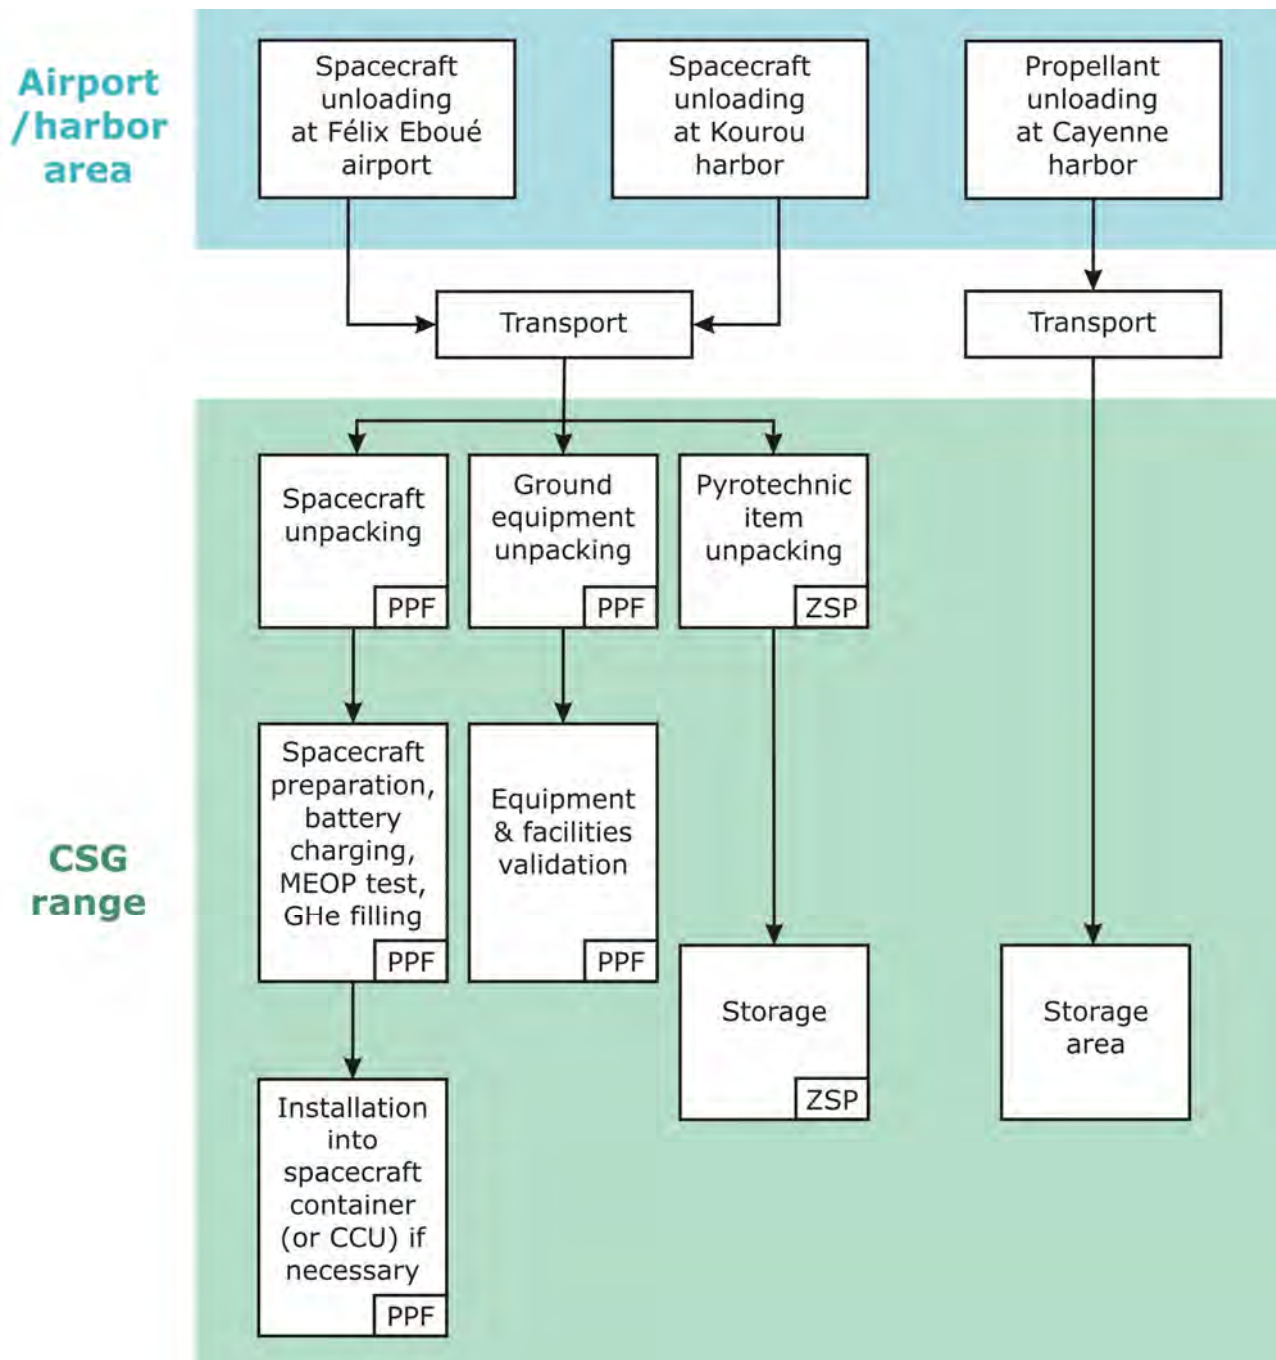 Airport
/harbor
area
Spacecraft
unloading
at Félix Eboué
airport
Spacecraft
unloading
at Kourou
harbor
Propellant
unloading
at Cayenne
harbor
Transport
Transport
CSG
range
Spacecraft
unpacking
PPF
Ground
equipment
unpacking
PPF
Pyrotechnic
item
unpacking
ZSP
Spacecraft
preparation,
battery
charging,
MEOP test,
GHe filling
PPF
Equipment
& facilities
validation
PPF
Storage
ZSP
Storage
area
Installation
into
spacecraft
container
(or CCU) if
necessary
PPF